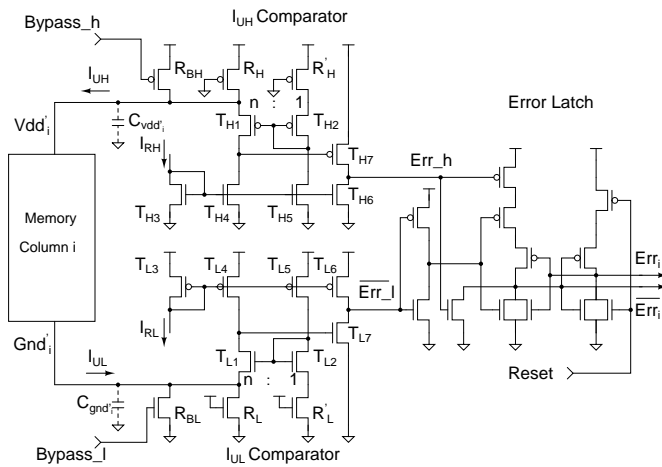 Bypass_h
I_UH Comparator
I_UH
R_BH
R_H
R'_H
n : 1
Error Latch
Vdd'_i
C_vdd'_i
T_H1
T_H2
T_H7
Err_h
I_RH
T_H3
T_H4
T_H5
T_H6
Memory
Column i
T_L3
T_L4
T_L5
T_L6
Err_l
Err_i
Err_i
I_RL
T_L7
Gnd'_i
I_UL
T_L1
T_L2
n : 1
Reset
C_gnd'_i
R_BL
R_L
R'_L
Bypass_l
I_UL Comparator